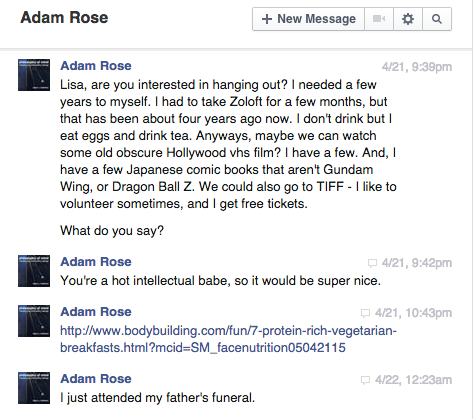 Adam Rose
+ New Message
Adam Rose
4/21, 9:39pm
Lisa, are you interested in hanging out? I needed a few
years to myself. I had to take Zoloft for a few months, but
that has been about four years ago now. I don't drink but I
eat eggs and drink tea. Anyways, maybe we can watch
some old obscure Hollywood vhs film? I have a few. And, I
have a few Japanese comic books that aren't Gundam
Wing, or Dragon Ball Z. We could also go to TIFF - I like to
volunteer sometimes, and I get free tickets.
What do you say?
Adam Rose
4/21, 9:42pm
You're a hot intellectual babe, so it would be super nice.
Adam Rose
4/21, 10:43pm
http://www.bodybuilding.com/fun/7-protein-rich-vegetarian-
breakfasts.html?mcid=SM_facenutrition05042115
Adam Rose
4/22, 12:23am
I just attended my father's funeral.